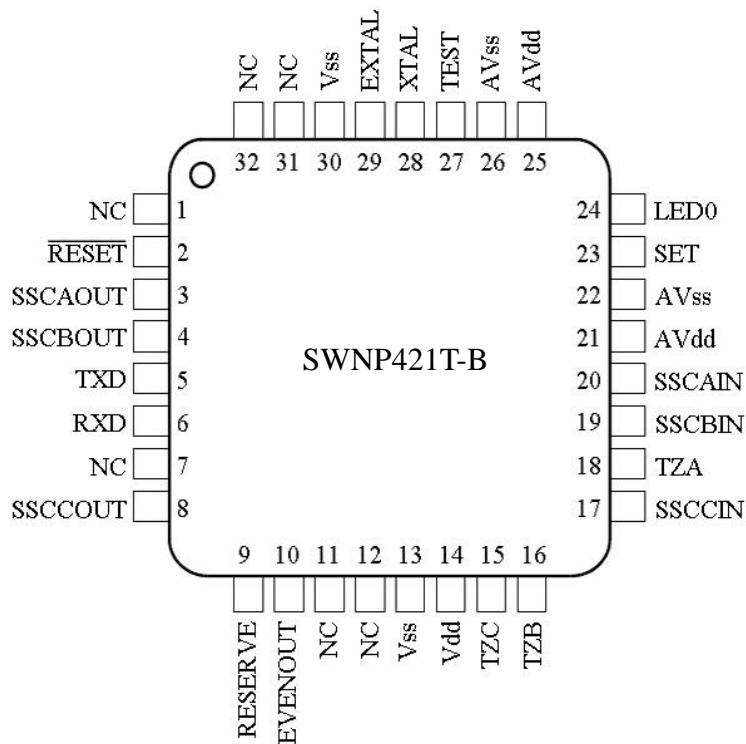 NC
NC
Vss
EXTAL
XTAL
TEST
AVss
AVdd
32 31 30 29 28 27 26 25
NC 1
RESET 2
SSCAOUT 3
SSCBOUT 4
TXD 5
RXD 6
NC 7
SSCCOUT 8
SWNP421T-B
24 LED0
23 SET
22 AVss
21 AVdd
20 SSCAIN
19 SSCBIN
18 TZA
17 SSCCIN
9 10 11 12 13 14 15 16
RESERVE
EVENOUT
NC
NC
Vss
Vdd
TZC
TZB